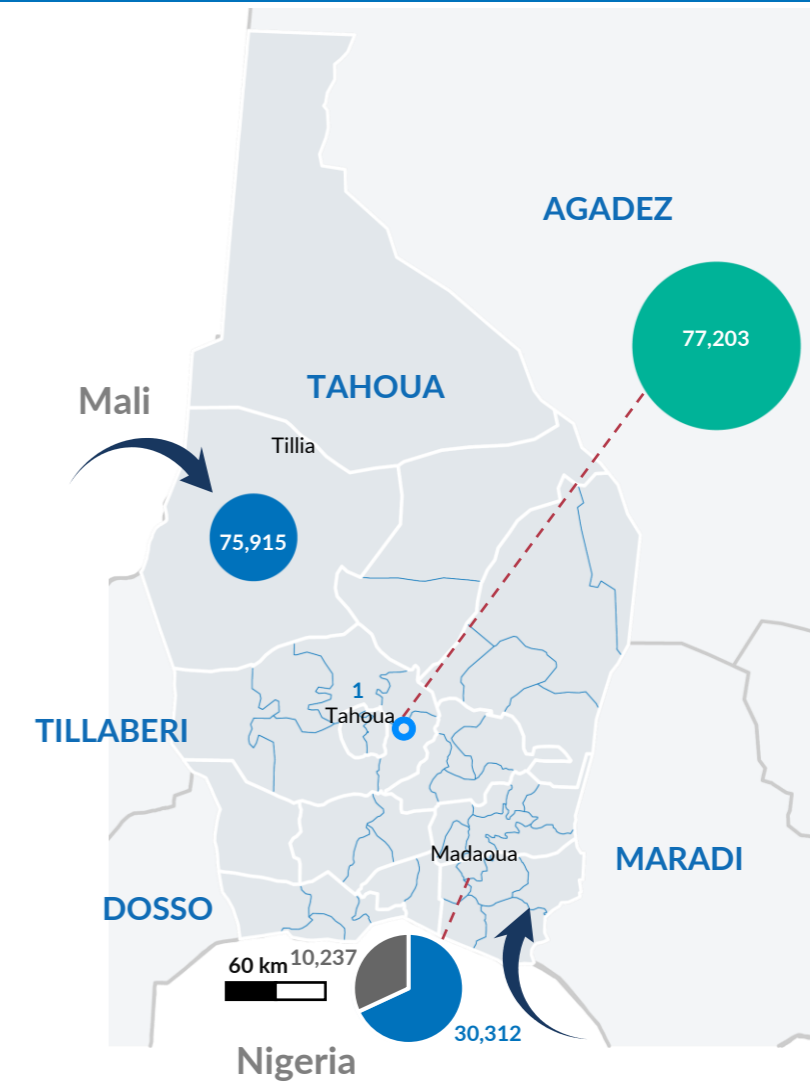 AGADEZ
77,203
TAHOUA
Mali
Tillia
75,915
1
Tahoua
TILLABERI
Madaoua
MARADI
DOSSO
10,237
60 km
30,312
Nigeria